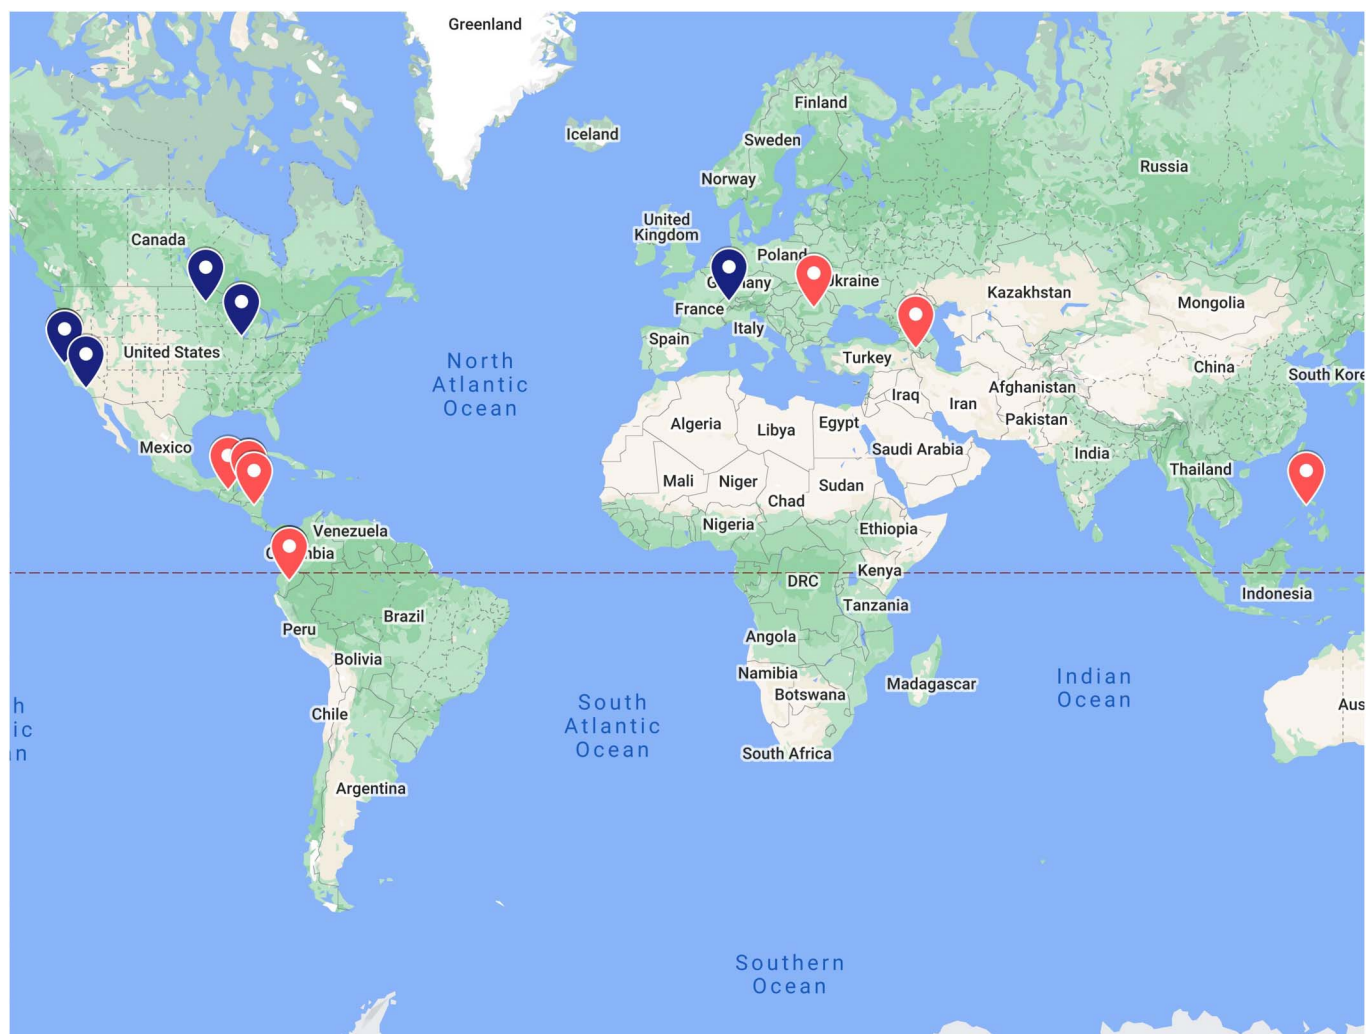 Greenland
Finland
Iceland
Sweden
Russia
Norway
United
Kingdom
Canada
Poland
Ukraine
Kazakhstan
Mongolia
France
Italy
Spain
United States
Turkey
China
South Kore
North
Atlantic
Ocean
Afghanistan
Iraq
Iran
Pakistan
Algeria
Libya
Egypt
Mexico
Saudi Arabia
India
Thailand
Mali
Niger
Sudan
Chad
Nigeria
Ethiopia
Venezuela
Kenya
DRC
Indonesia
Tanzania
Brazil
Peru
Angola
Bolivia
Namibia
Botswana
Madagascar
Indian
Ocean
South
Atlantic
Ocean
Chile
Aus
h
ic
n
South Africa
Argentina
Southern
Ocean